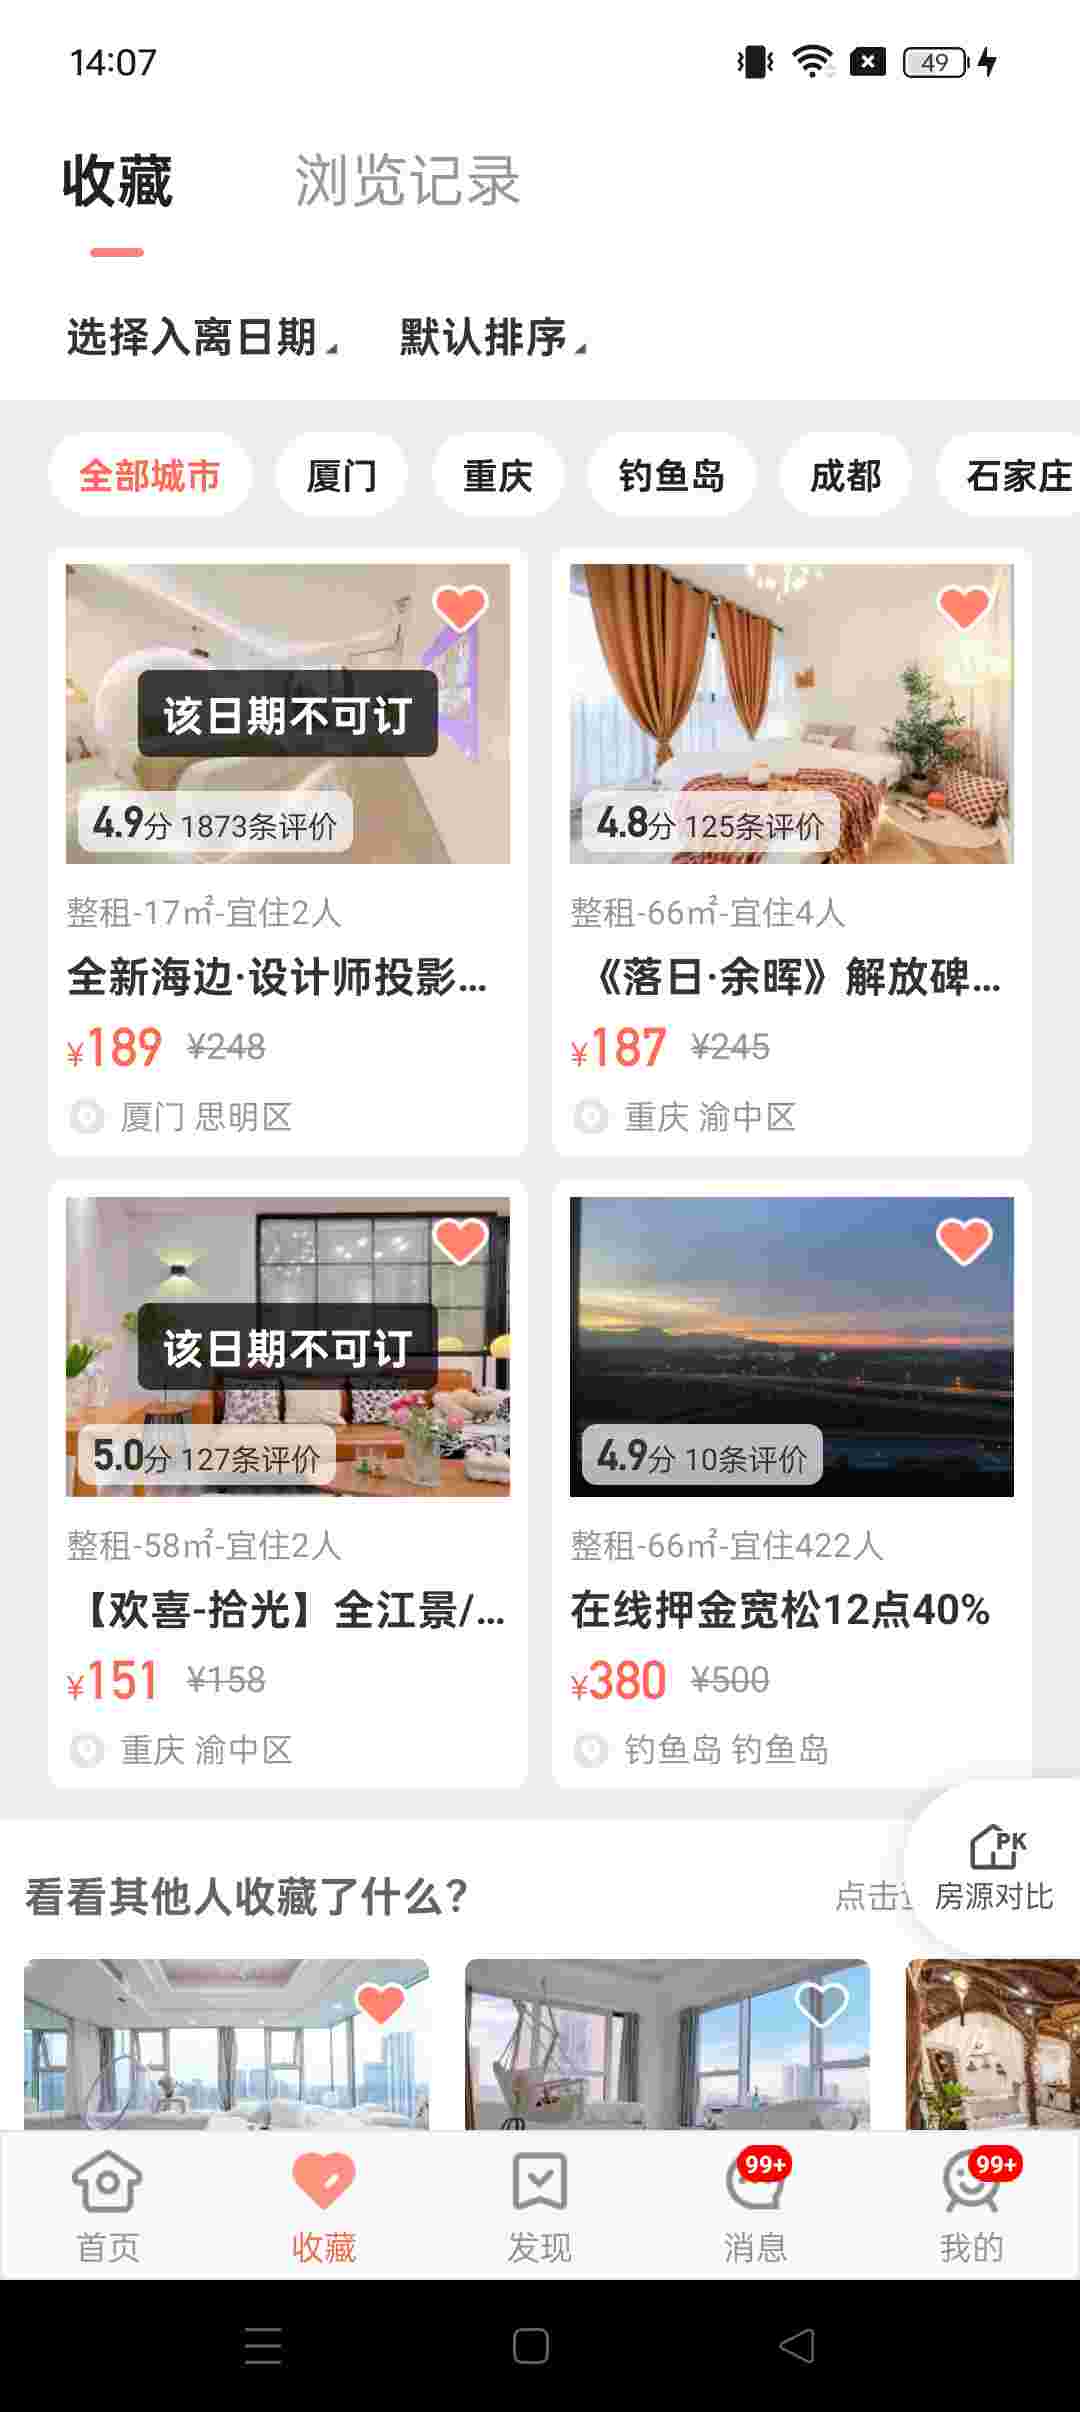 14:07
49
收藏
浏览记录
选择入离日期
默认排序
全部城市
厦门
重庆
钓鱼岛
成都
石家庄
该日期不可订
4.9分 1873条评价
整租-17㎡-宜住2人
全新海边·设计师投影...
¥189 ¥248
厦门 思明区
4.8分 125条评价
整租-66㎡-宜住4人
《落日·余晖》解放碑...
¥187 ¥245
重庆 渝中区
该日期不可订
5.0分 127条评价
整租-58㎡-宜住2人
【欢喜-拾光】全江景/...
¥151 ¥158
重庆 渝中区
4.9分 10条评价
整租-66㎡-宜住422人
在线押金宽松12点40%
¥380 ¥500
钓鱼岛 钓鱼岛
看看其他人收藏了什么？
点击
PK
房源对比
首页
收藏
发现
99+
消息
99+
我的